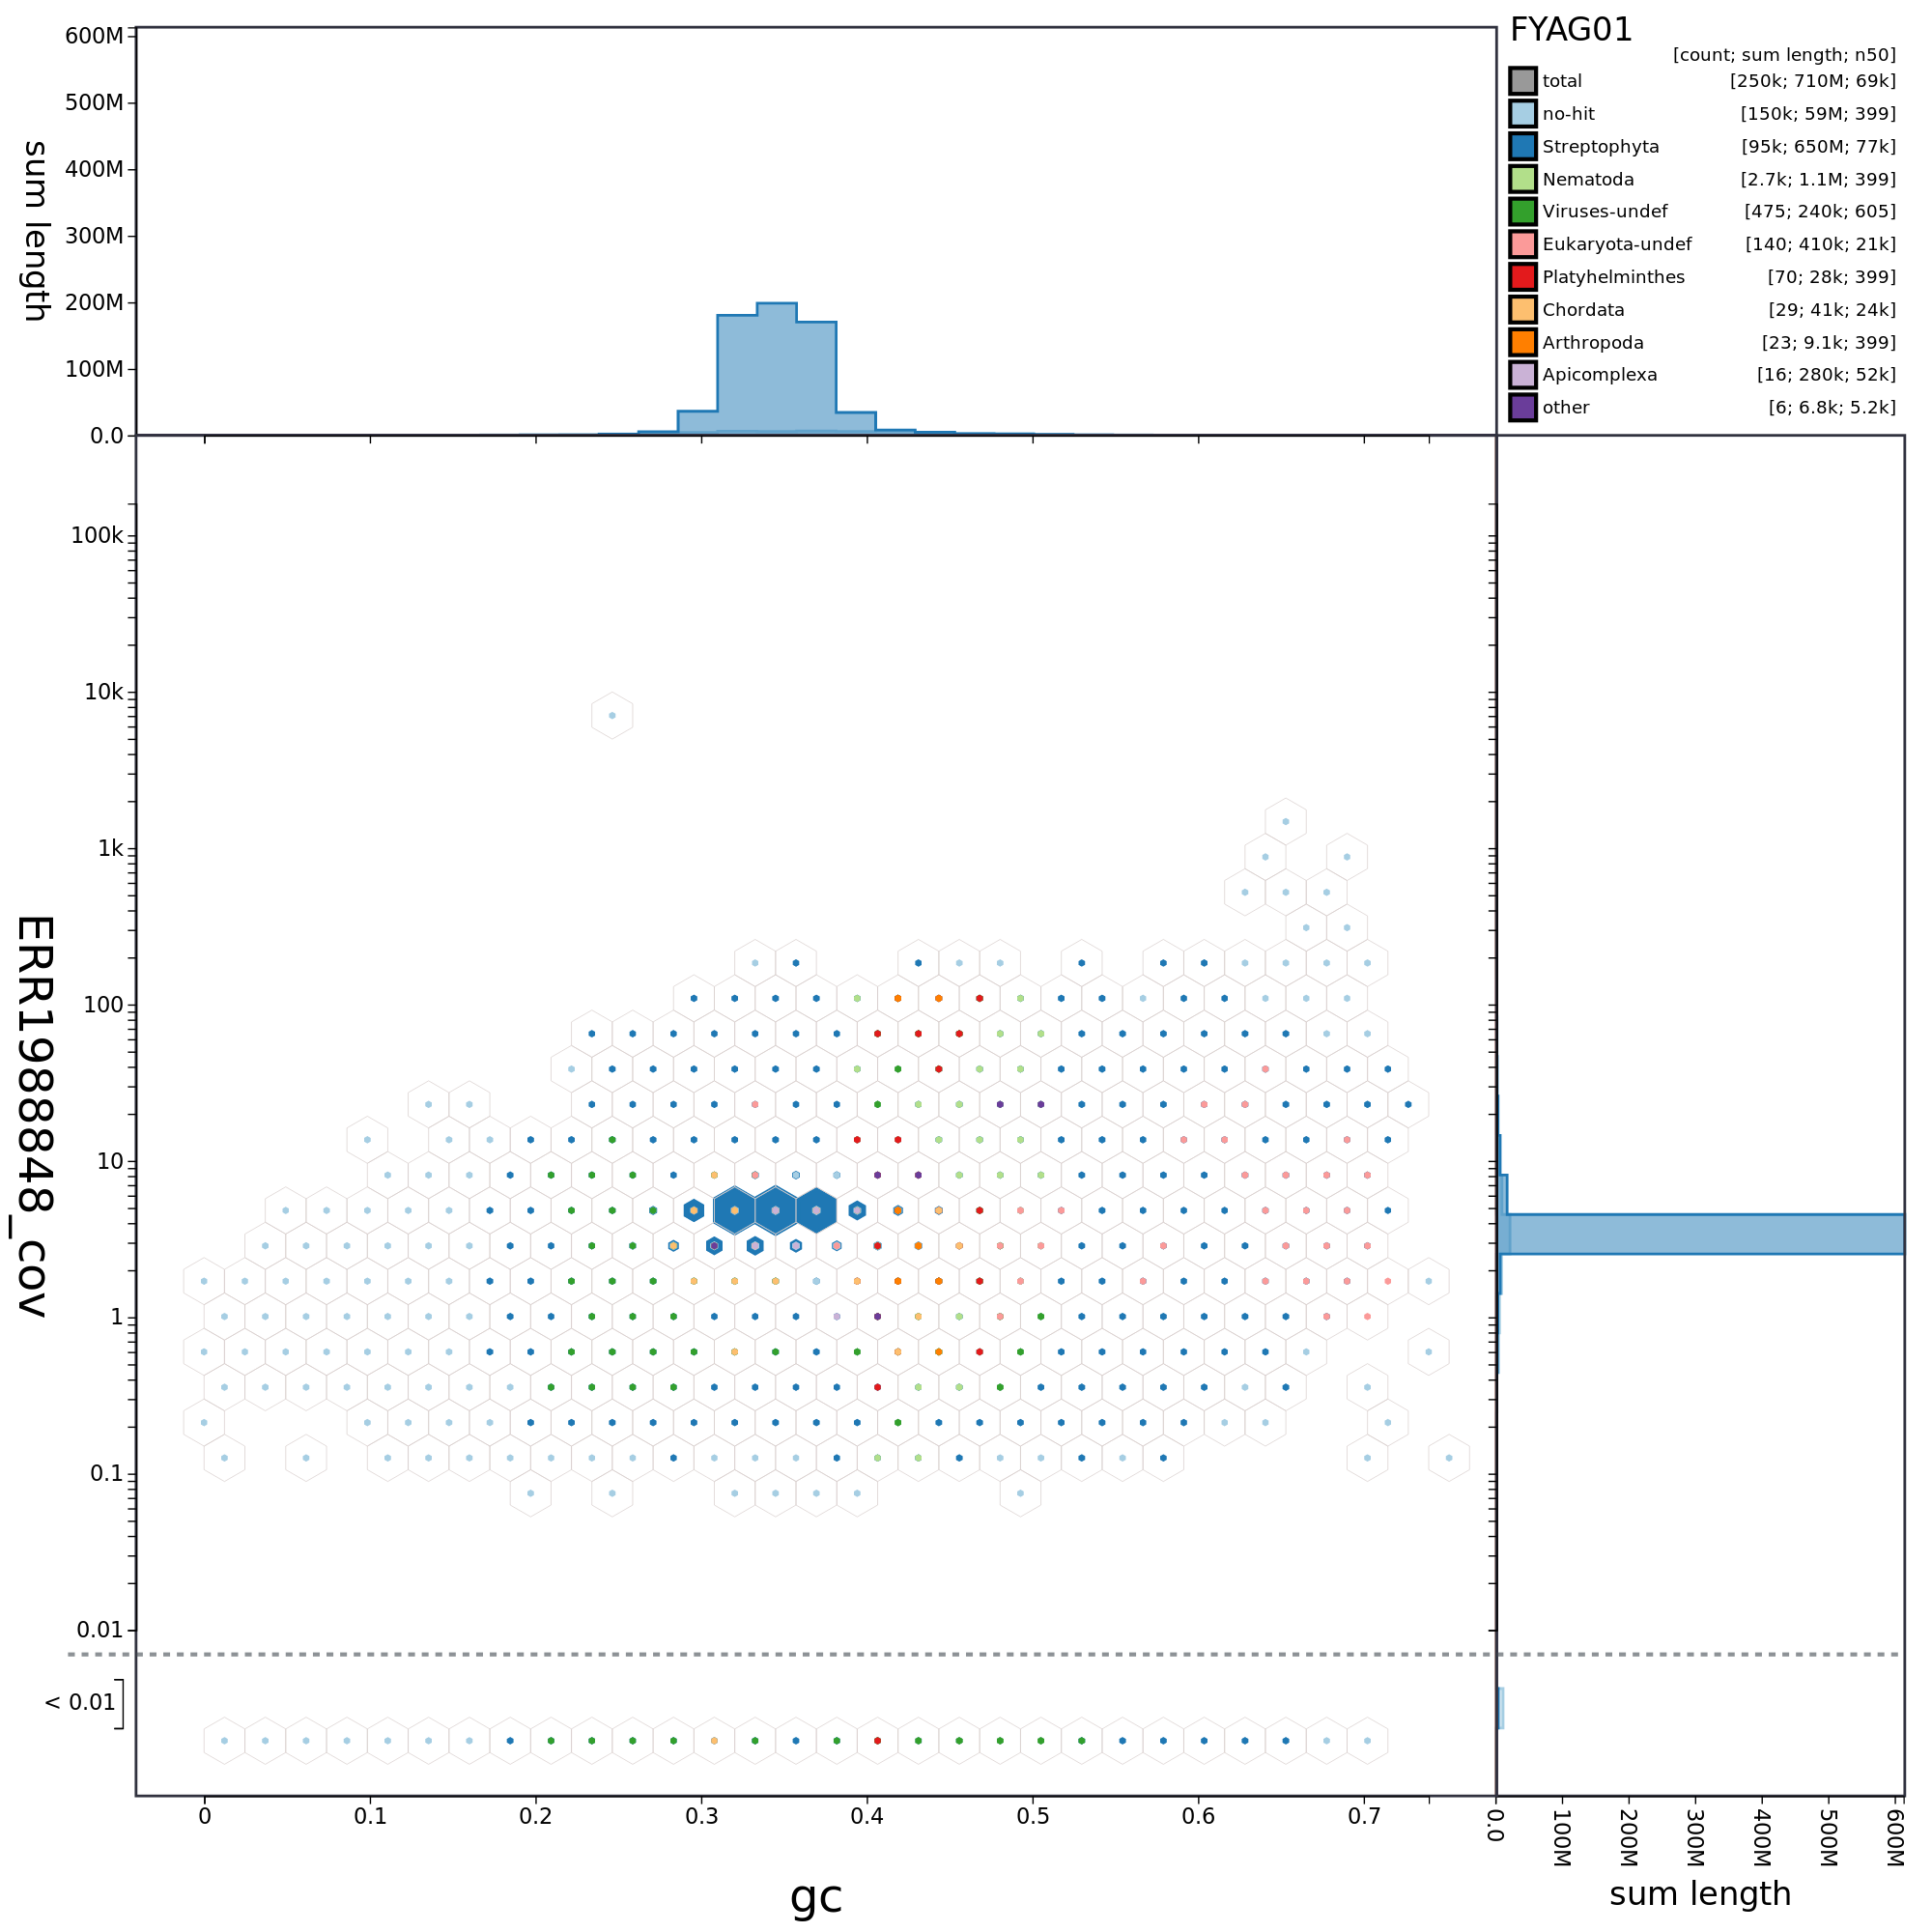 FYAG01
[count; sum length; n50]
total [250k; 710M; 69k]
no-hit [150k; 59M; 399]
Streptophyta [95k; 650M; 77k]
Nematoda [2.7k; 1.1M; 399]
Viruses-undef [475; 240k; 605]
Eukaryota-undef [140; 410k; 21k]
Platyhelminthes [70; 28k; 399]
Chordata [29; 41k; 24k]
Arthropoda [23; 9.1k; 399]
Apicomplexa [16; 280k; 52k]
other [6; 6.8k; 5.2k]
sum length
600M
500M
400M
300M
200M
100M
0.0
ERR1988848_cov
100k
10k
1k
100
10
1
0.1
0.01
< 0.01
0 0.1 0.2 0.3 0.4 0.5 0.6 0.7
gc
0.0 100M 200M 300M 400M 500M 600M
sum length